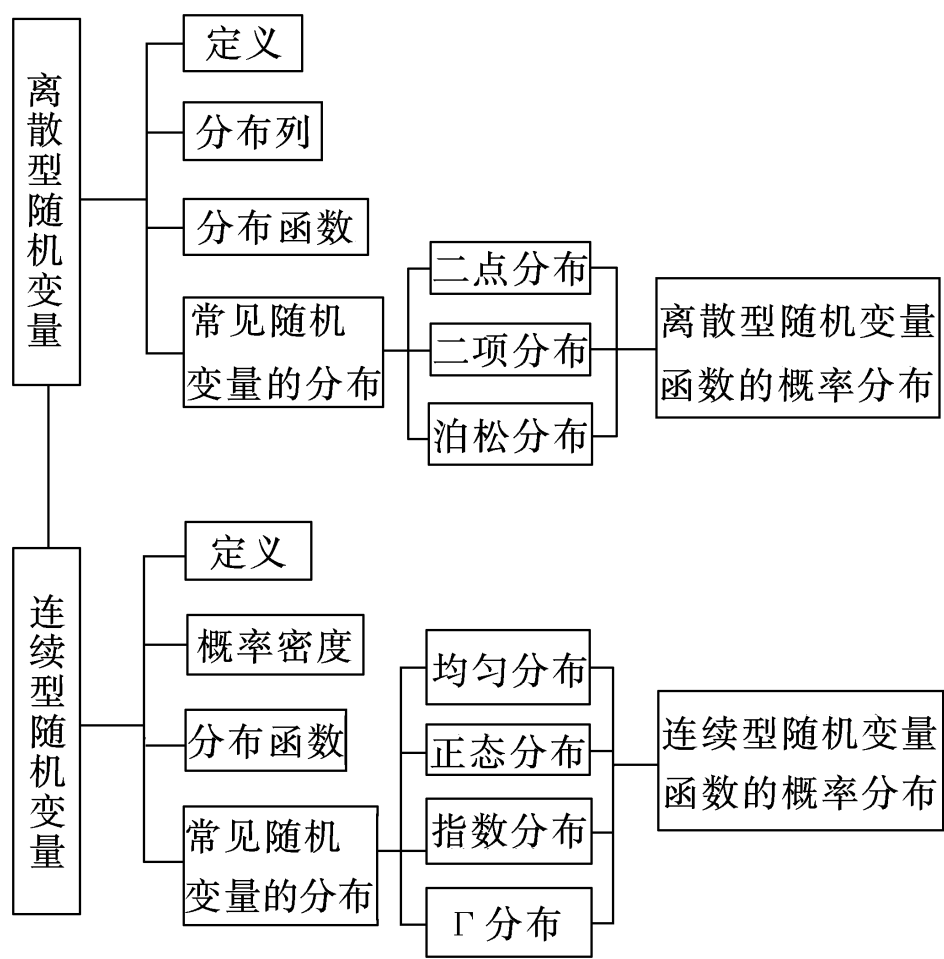 离散型随机变量
定义
分布列
分布函数
常见随机
变量的分布
二点分布
二项分布
泊松分布
离散型随机变量
函数的概率分布
连续型随机变量
定义
概率密度
分布函数
常见随机
变量的分布
均匀分布
正态分布
指数分布
Γ分布
连续型随机变量
函数的概率分布